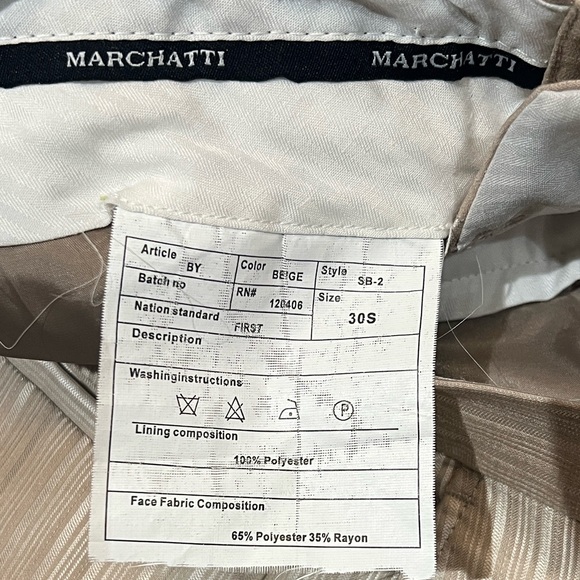 MARCHATTI MARCHATTI
Article BY Color BEIGE Style SB-2
Batch no RN# 120406 Size 30S
Nation standard FIRST
Description
Washinginstructions
P
Lining composition
100% Polyester
Face Fabric Composition
65% Polyester 35% Rayon